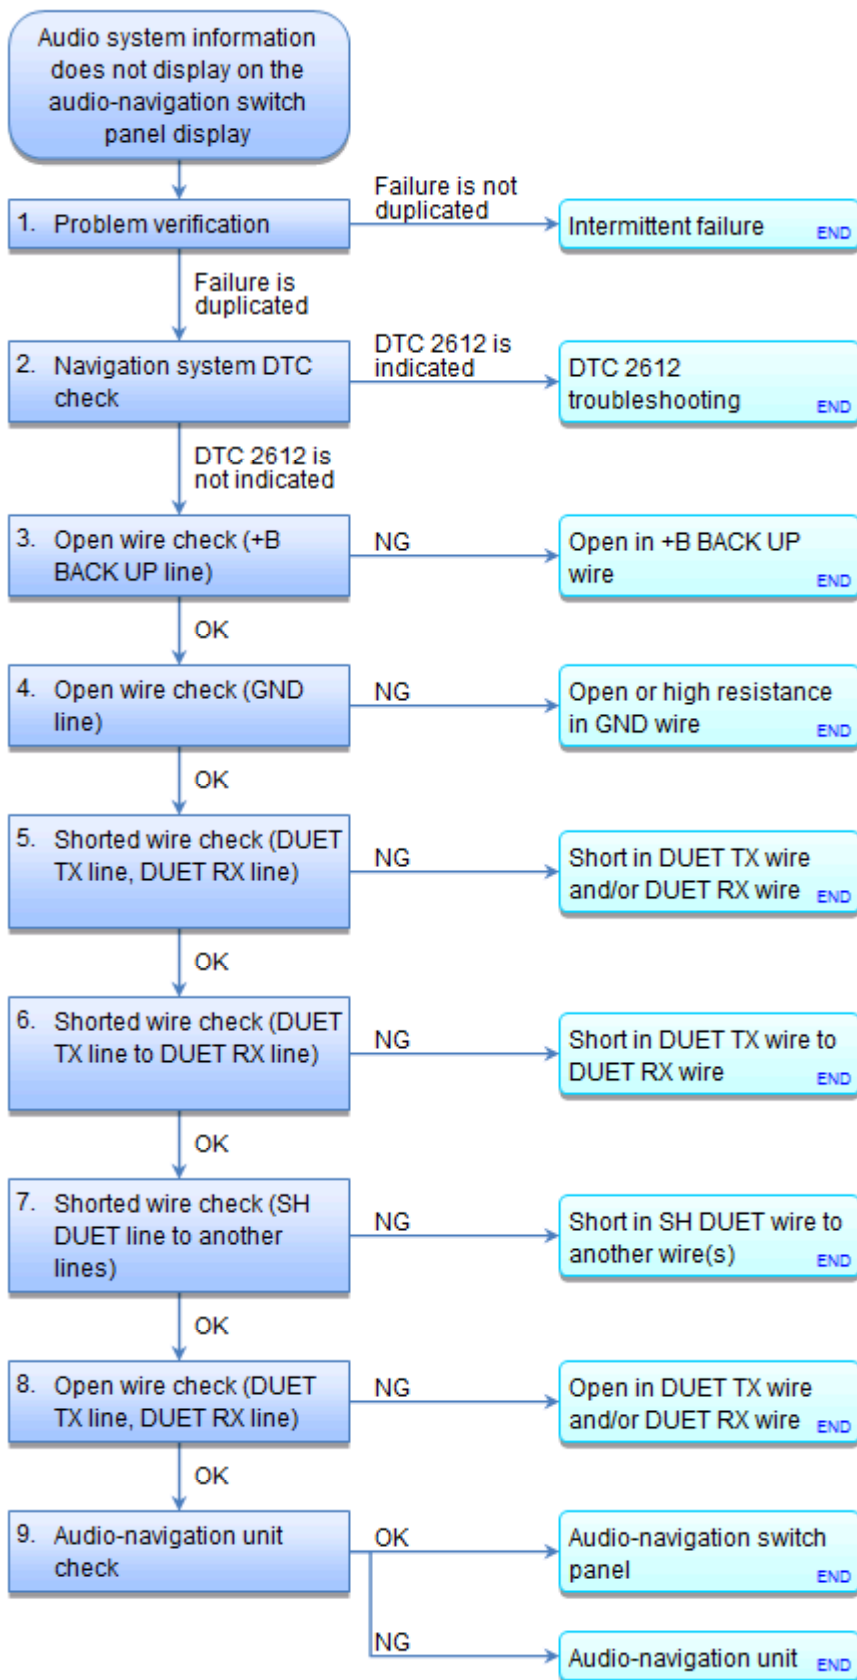 Audio system information
does not display on the
audio-navigation switch
panel display
Failure is not
duplicated
1. Problem verification
Intermittent failure END
Failure is
duplicated
DTC 2612 is
indicated
2. Navigation system DTC
check
DTC 2612
troubleshooting END
DTC 2612 is
not indicated
3. Open wire check (+B
BACK UP line)
NG
Open in +B BACK UP
wire END
OK
4. Open wire check (GND
line)
NG
Open or high resistance
in GND wire END
OK
5. Shorted wire check (DUET
TX line, DUET RX line)
NG
Short in DUET TX wire
and/or DUET RX wire END
OK
6. Shorted wire check (DUET
TX line to DUET RX line)
NG
Short in DUET TX wire to
DUET RX wire END
OK
7. Shorted wire check (SH
DUET line to another
lines)
NG
Short in SH DUET wire to
another wire(s) END
OK
8. Open wire check (DUET
TX line, DUET RX line)
NG
Open in DUET TX wire
and/or DUET RX wire END
OK
9. Audio-navigation unit
check
OK
Audio-navigation switch
panel END
NG
Audio-navigation unit END